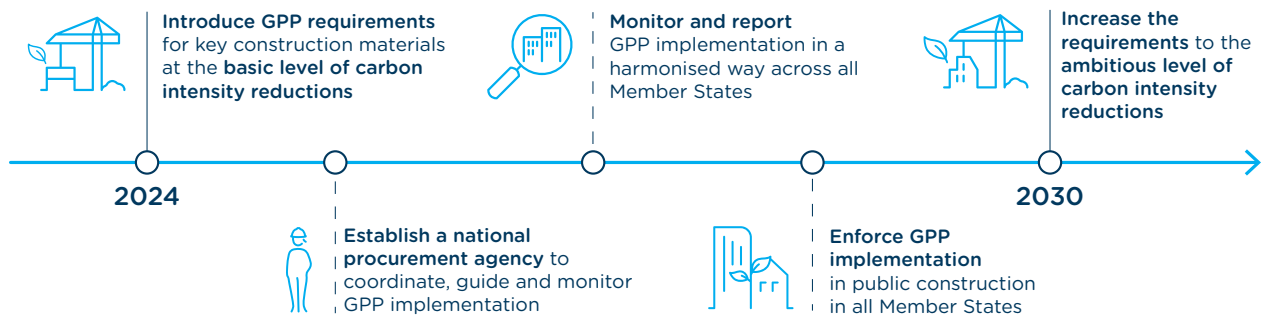 Introduce GPP requirements
for key construction materials
at the basic level of carbon
intensity reductions
Monitor and report
GPP implementation in a
harmonised way across all
Member States
Increase the
requirements to the
ambitious level of
carbon intensity
reductions
2024
2030
Establish a national
procurement agency to
coordinate, guide and monitor
GPP implementation
Enforce GPP
implementation
in public construction
in all Member States